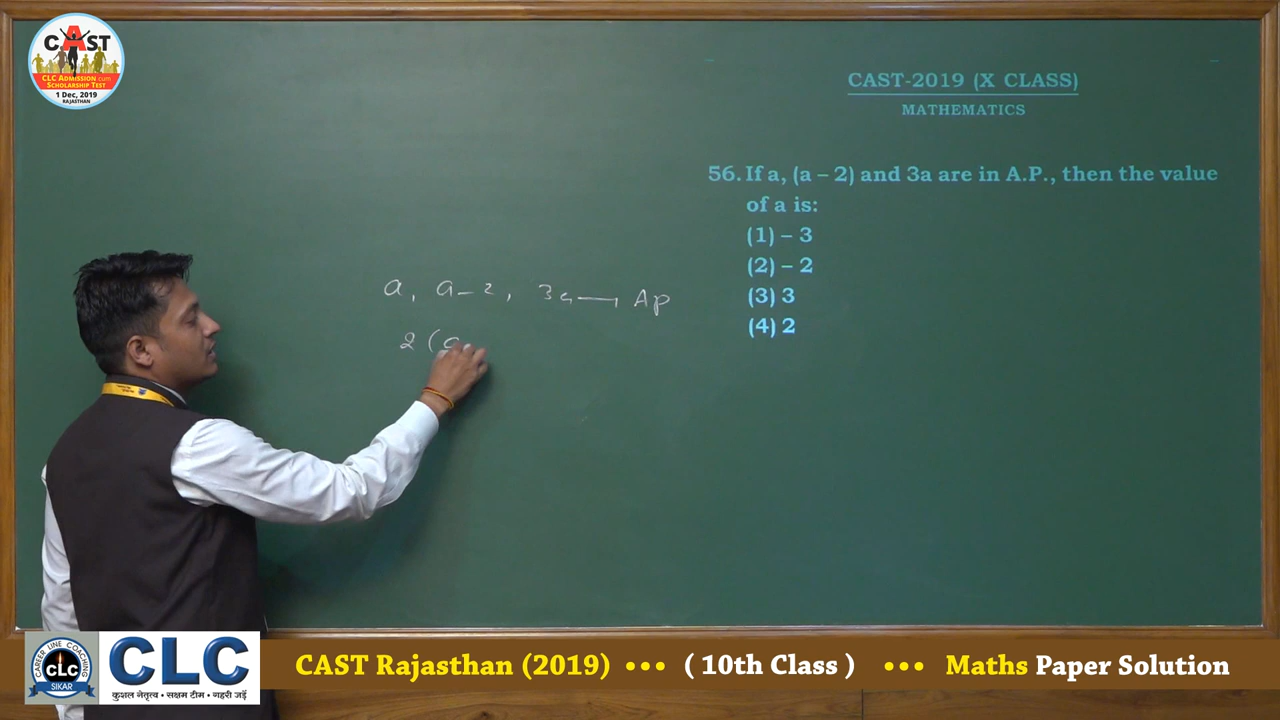 CAST
CLC ADMISSION cum
SCHOLARSHIP TEST
1 Dec, 2019
RAJASTHAN
CAST-2019 (X CLASS)
MATHEMATICS
56. If a, (a – 2) and 3a are in A.P., then the value
of a is:
(1) – 3
(2) – 2
(3) 3
(4) 2
a, a-2, 3a → AP
2 (a
CAREER LINE COACHING
CLC
SIKAR
CLC
कुशल नेतृत्व • सक्षम टीम • गहरी जड़ें
CAST Rajasthan (2019) ••• ( 10th Class ) ••• Maths Paper Solution